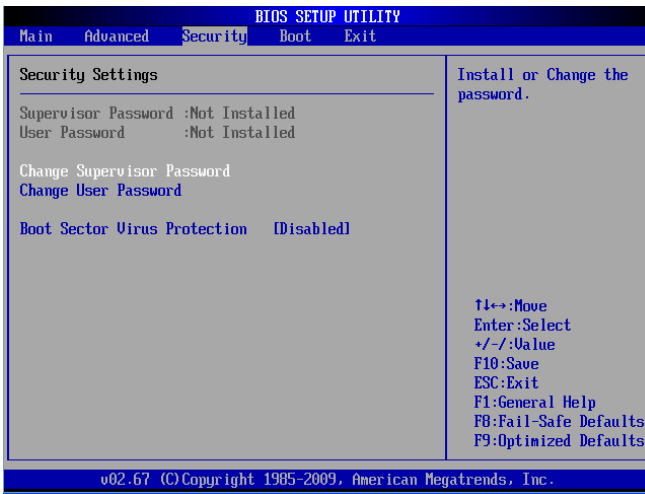 BIOS SETUP UTILITY
Main Advanced Security Boot Exit
Security Settings
Supervisor Password :Not Installed
User Password :Not Installed
Change Supervisor Password
Change User Password
Boot Sector Virus Protection [Disabled]
Install or Change the
password.
↑↓↔:Move
Enter:Select
+/-/:Value
F10:Save
ESC:Exit
F1:General Help
F8:Fail-Safe Defaults
F9:Optimized Defaults
v02.67 (C)Copyright 1985-2009, American Megatrends, Inc.